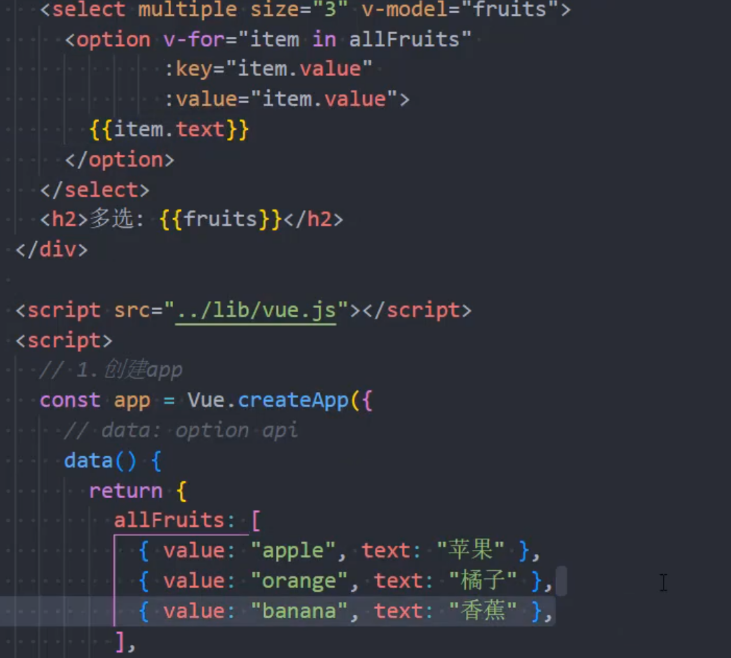 <select multiple size="3" v-model="fruits">
<option v-for="item in allFruits"
:key="item.value"
:value="item.value">
{{item.text}}
</option>
</select>
<h2>多选: {{fruits}}</h2>
</div>
<script src="../lib/vue.js"></script>
<script>
// 1.创建app
const app = Vue.createApp({
// data: option api
data() {
return {
allFruits: [
{ value: "apple", text: "苹果" },
{ value: "orange", text: "橘子" },
{ value: "banana", text: "香蕉" },
],